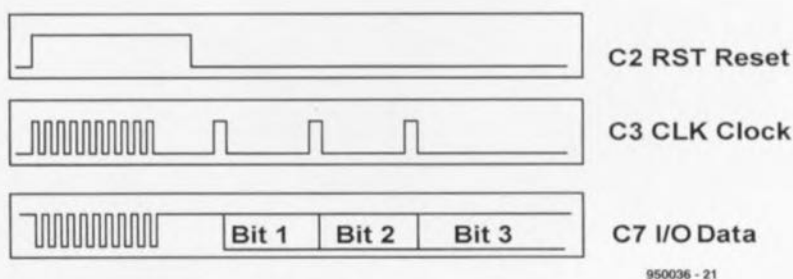 C2 RST Reset
C3 CLK Clock
Bit 1 Bit 2 Bit 3 C7 I/O Data
950036 - 21